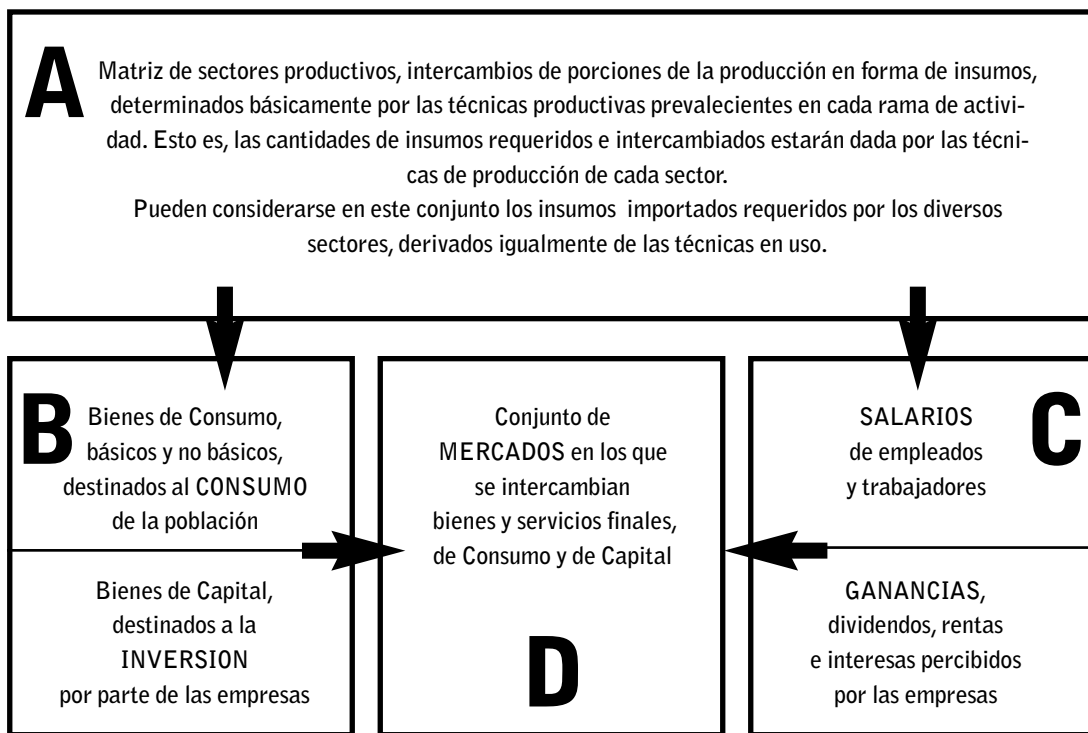 A
Matriz de sectores productivos, intercambios de porciones de la producción en forma de insumos,
determinados básicamente por las técnicas productivas prevalecientes en cada rama de activi-
dad. Esto es, las cantidades de insumos requeridos e intercambiados estarán dada por las técni-
cas de producción de cada sector.
Pueden considerarse en este conjunto los insumos importados requeridos por los diversos
sectores, derivados igualmente de las técnicas en uso.
B
Bienes de Consumo,
básicos y no básicos,
destinados al CONSUMO
de la población
Bienes de Capital,
destinados a la
INVERSION
por parte de las empresas
Conjunto de
MERCADOS en los que
se intercambian
bienes y servicios finales,
de Consumo y de Capital
D
SALARIOS
de empleados
y trabajadores
C
GANANCIAS,
dividendos, rentas
e interesas percibidos
por las empresas